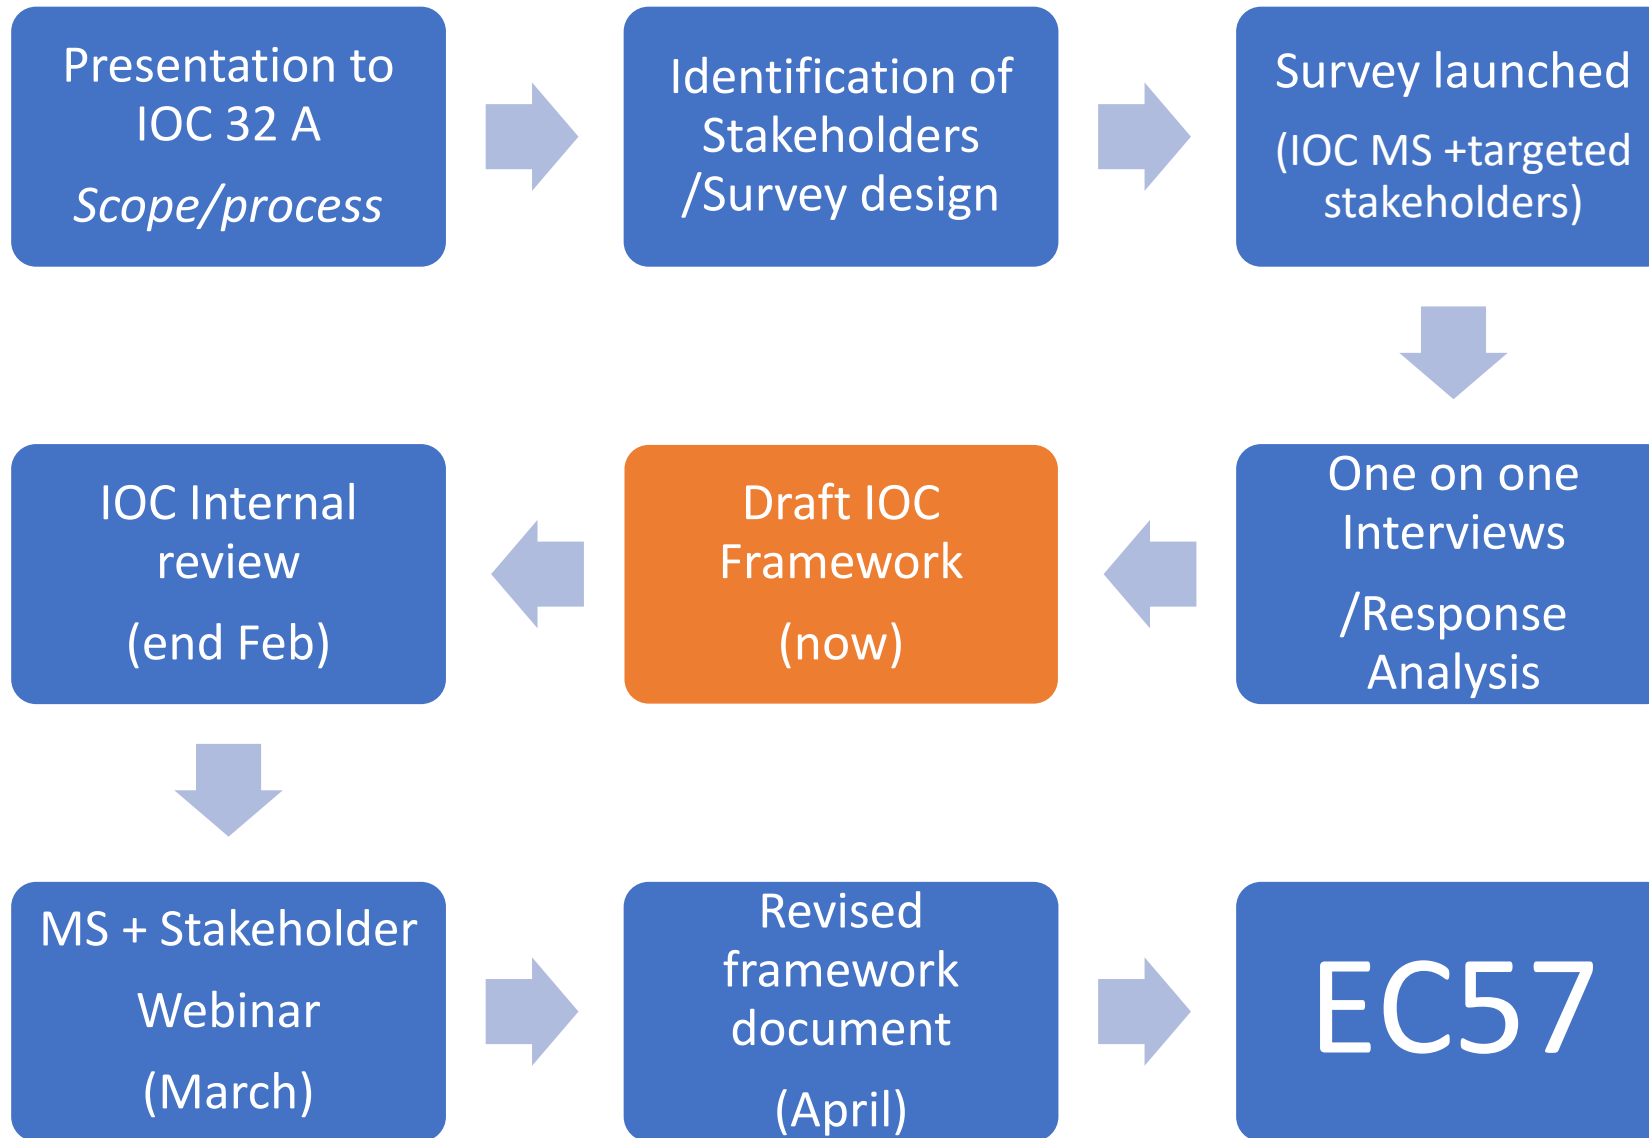 Presentation to
IOC 32 A
Scope/process
Identification of
Stakeholders
/Survey design
Survey launched
(IOC MS +targeted
stakeholders)
One on one
Interviews
/Response
Analysis
Draft IOC
Framework
(now)
IOC Internal
review
(end Feb)
MS + Stakeholder
Webinar
(March)
Revised
framework
document
(April)
EC57